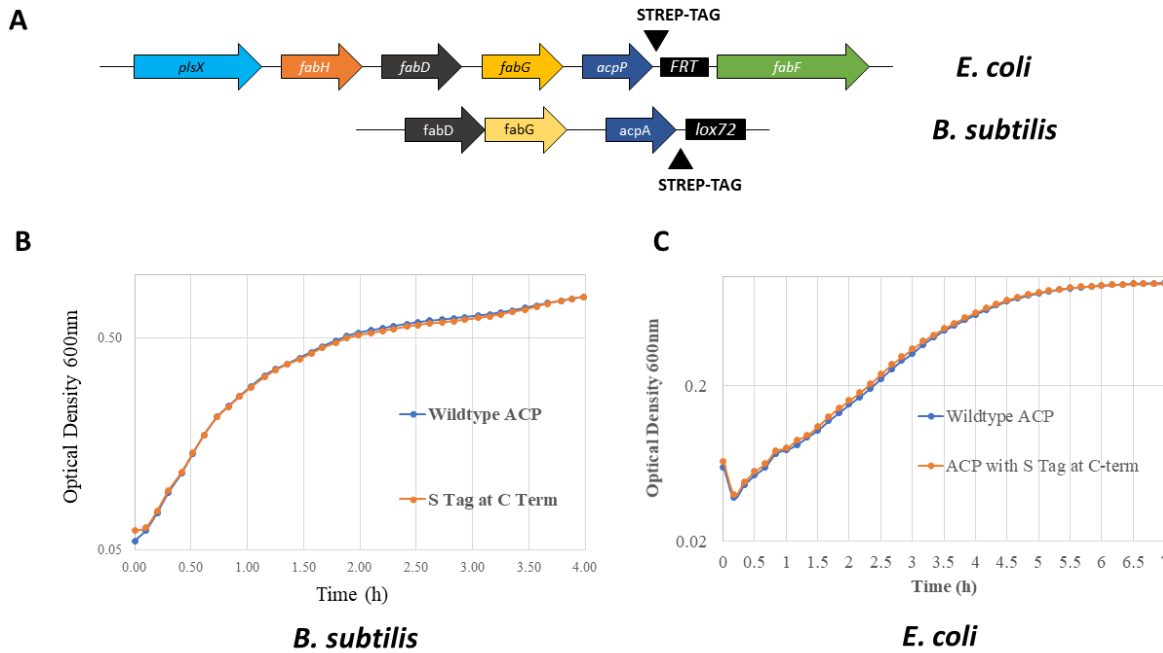 A
STREP-TAG
plsX
fabH
fabD
fabG
acpP
FRT
fabF
E. coli
fabD
fabG
acpA
lox72
B. subtilis
STREP-TAG
B
Optical Density 600nm
0.50
0.05
Wildtype ACP
S Tag at C Term
0.00 0.50 1.00 1.50 2.00 2.50 3.00 3.50 4.00
Time (h)
B. subtilis
C
Optical Density 600nm
0.2
0.02
Wildtype ACP
ACP with S Tag at C-term
0 0.5 1 1.5 2 2.5 3 3.5 4 4.5 5 5.5 6 6.5 7
Time (h)
E. coli